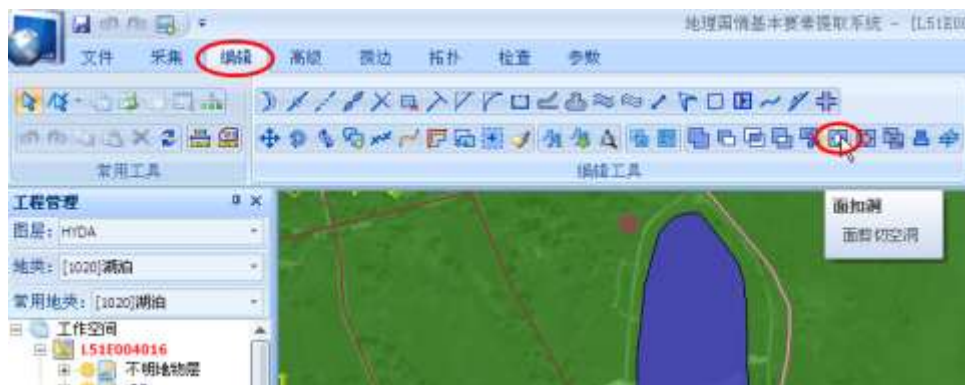 地理国情基本要素提取系统 - [L51E00
文件 采集 编辑 高级 接边 拓扑 检查 参数
常用工具 编辑工具
工程管理
图层: HYDA
地类: [1020]湖泊
常用地类: [1020]湖泊
工作空间
L51E004016
不明地物层
面扣洞
面剪切空洞